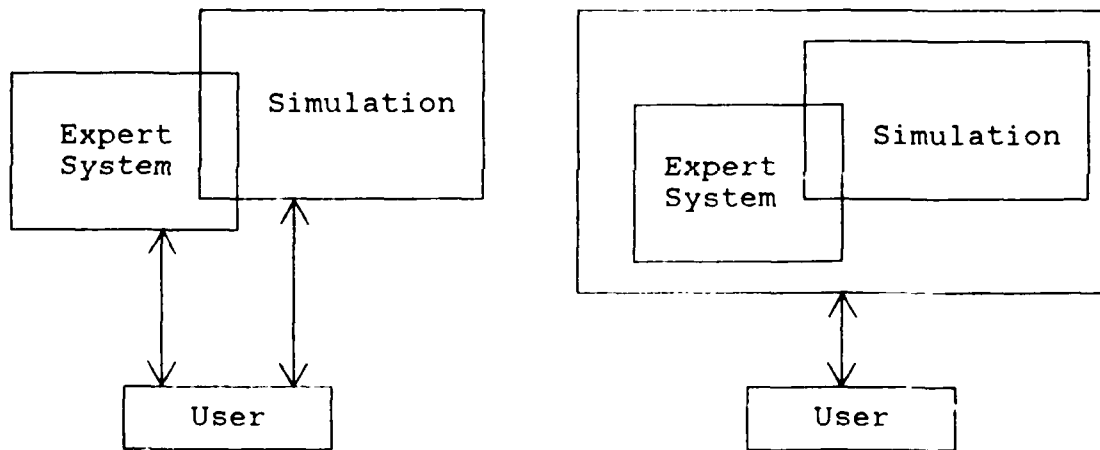 Simulation
Expert
System
User
Simulation
Expert
System
User